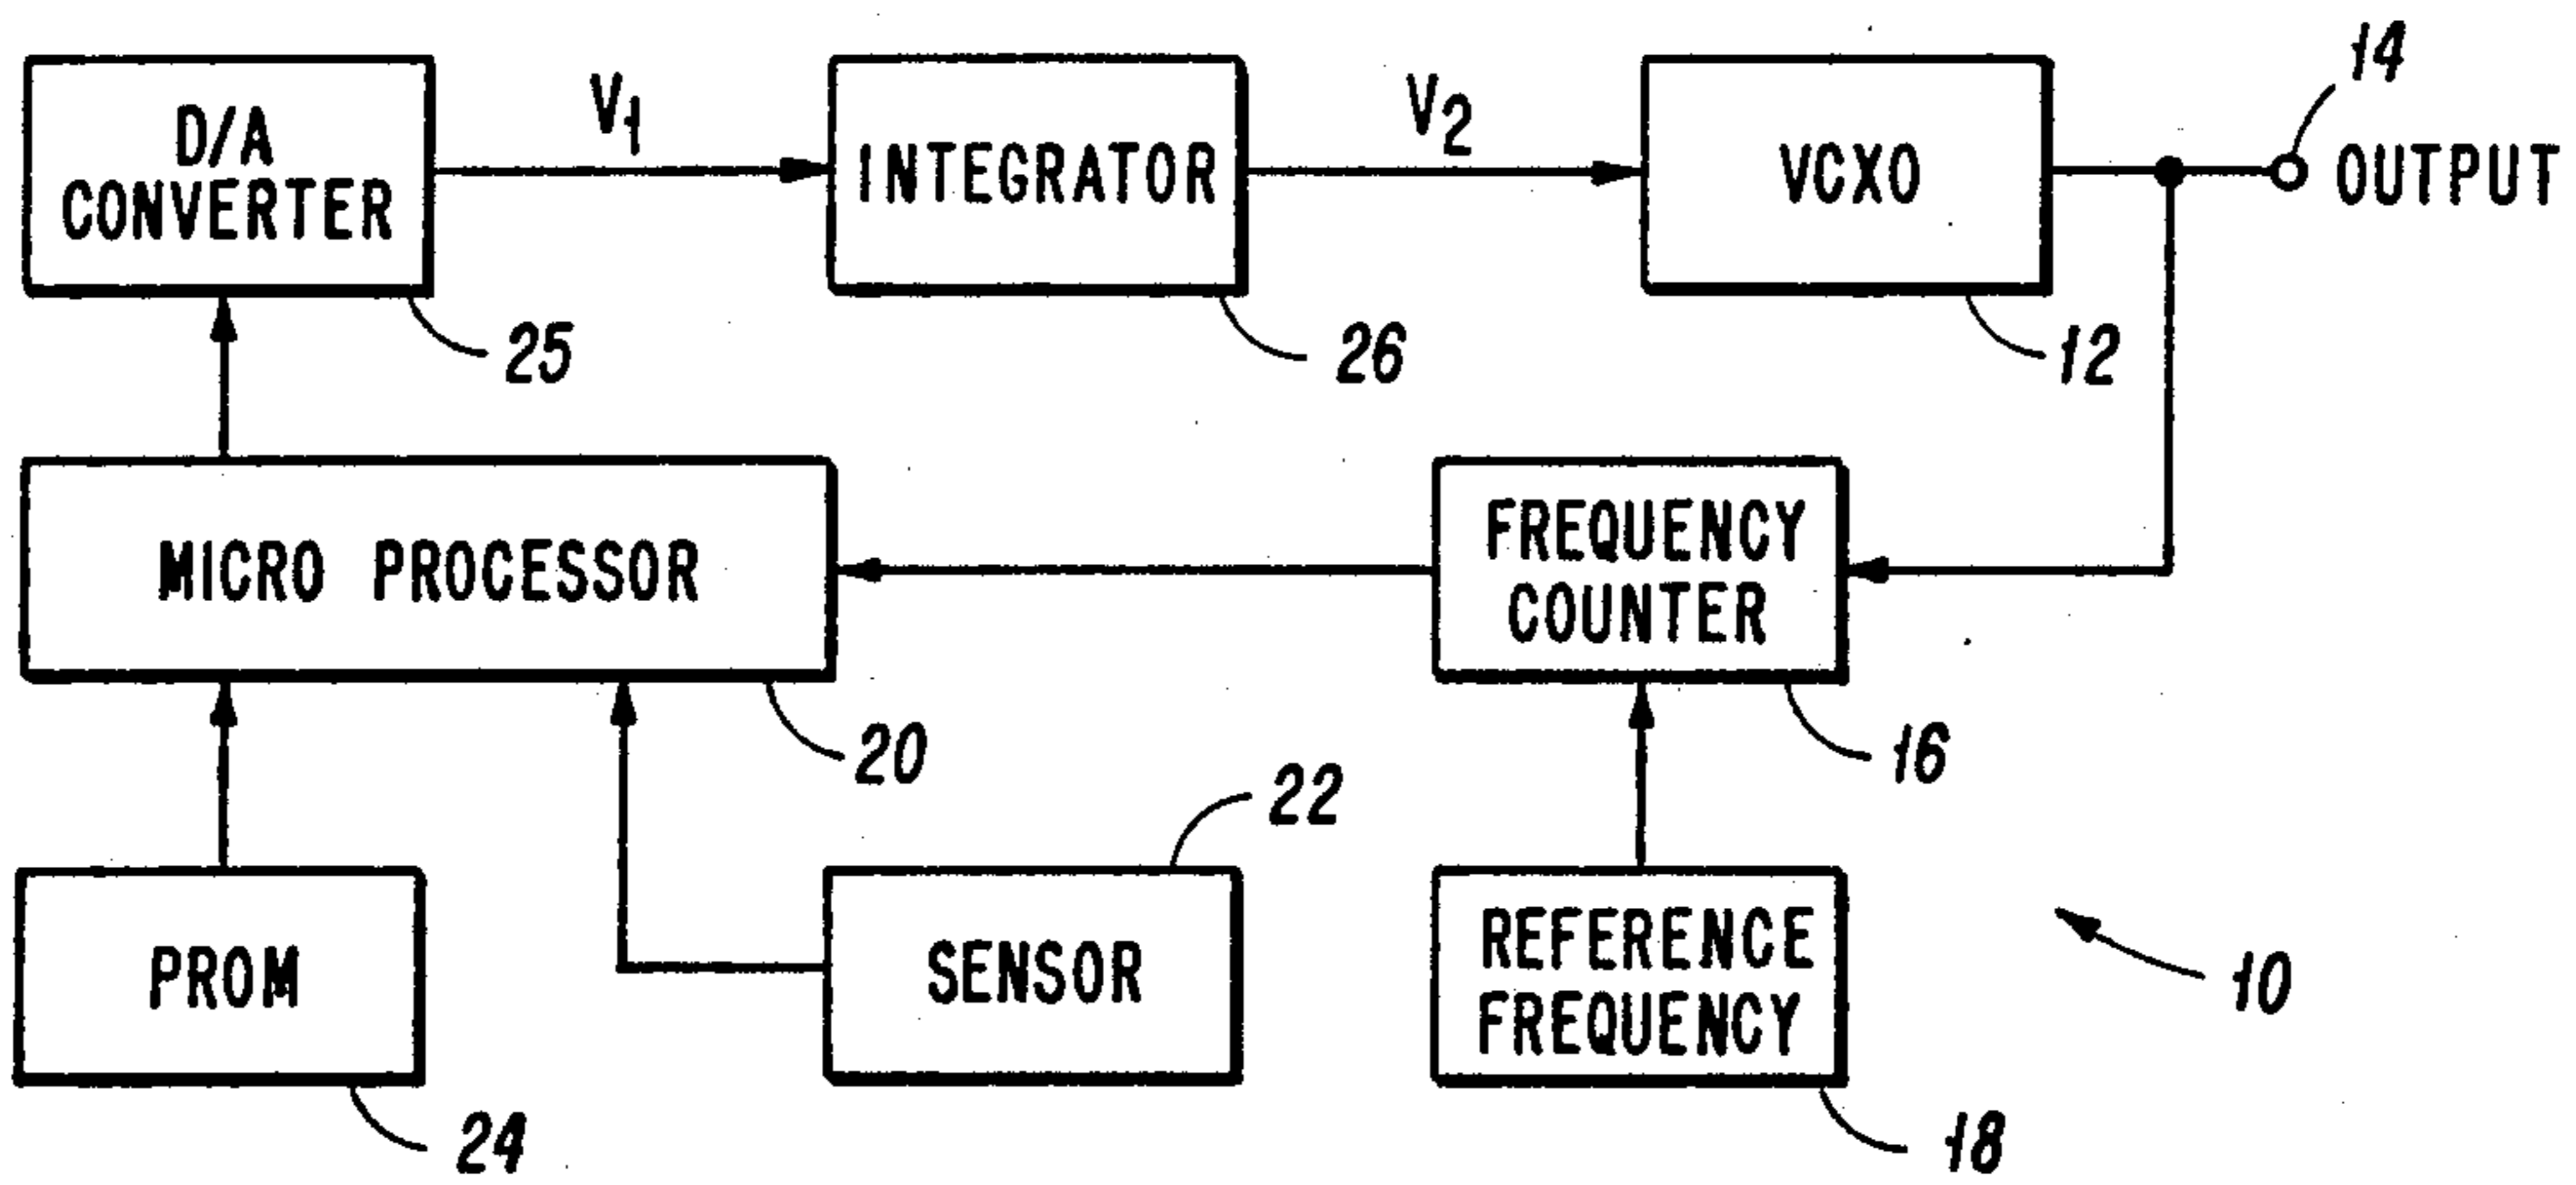 14
D/A
CONVERTER
V1
INTEGRATOR
V2
VCXO
OUTPUT
25
26
12
MICRO PROCESSOR
FREQUENCY
COUNTER
20
16
22
PROM
SENSOR
REFERENCE
FREQUENCY
10
24
18